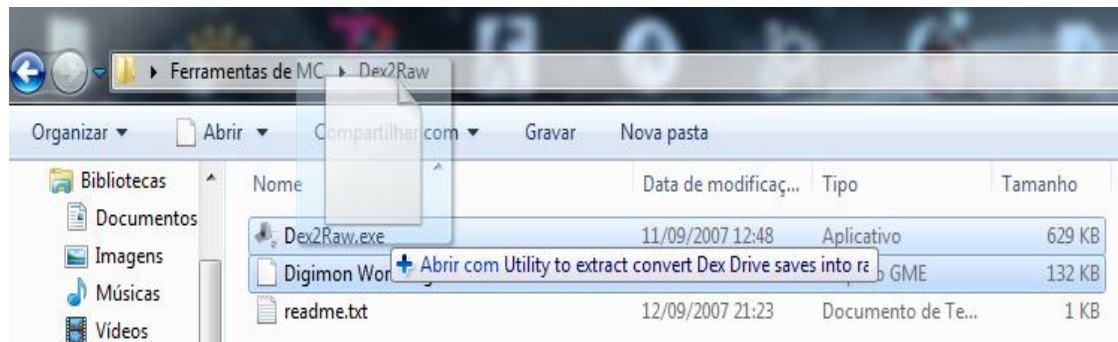 Ferramentas de MC Dex2Raw
Organizar Abrir Compartilhar com Gravar Nova pasta
Bibliotecas
Documentos
Imagens
Músicas
Vídeos
Nome Data de modificaç... Tipo Tamanho
Dex2Raw.exe 11/09/2007 12:48 Aplicativo 629 KB
Digimon GME 132 KB
Abrir com Utility to extract convert Dex Drive saves into
readme.txt 12/09/2007 21:23 Documento de Te... 1 KB